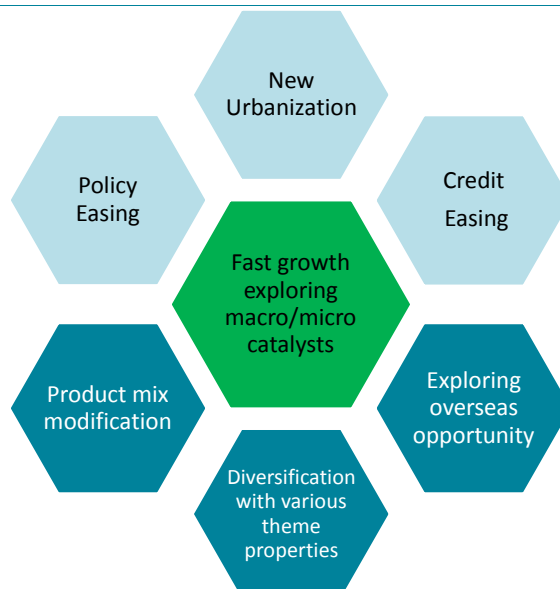 New
Urbanization
Policy
Easing
Credit
Easing
Fast growth
exploring
macro/micro
catalysts
Product mix
modification
Exploring
overseas
opportunity
Diversification
with various
theme
properties